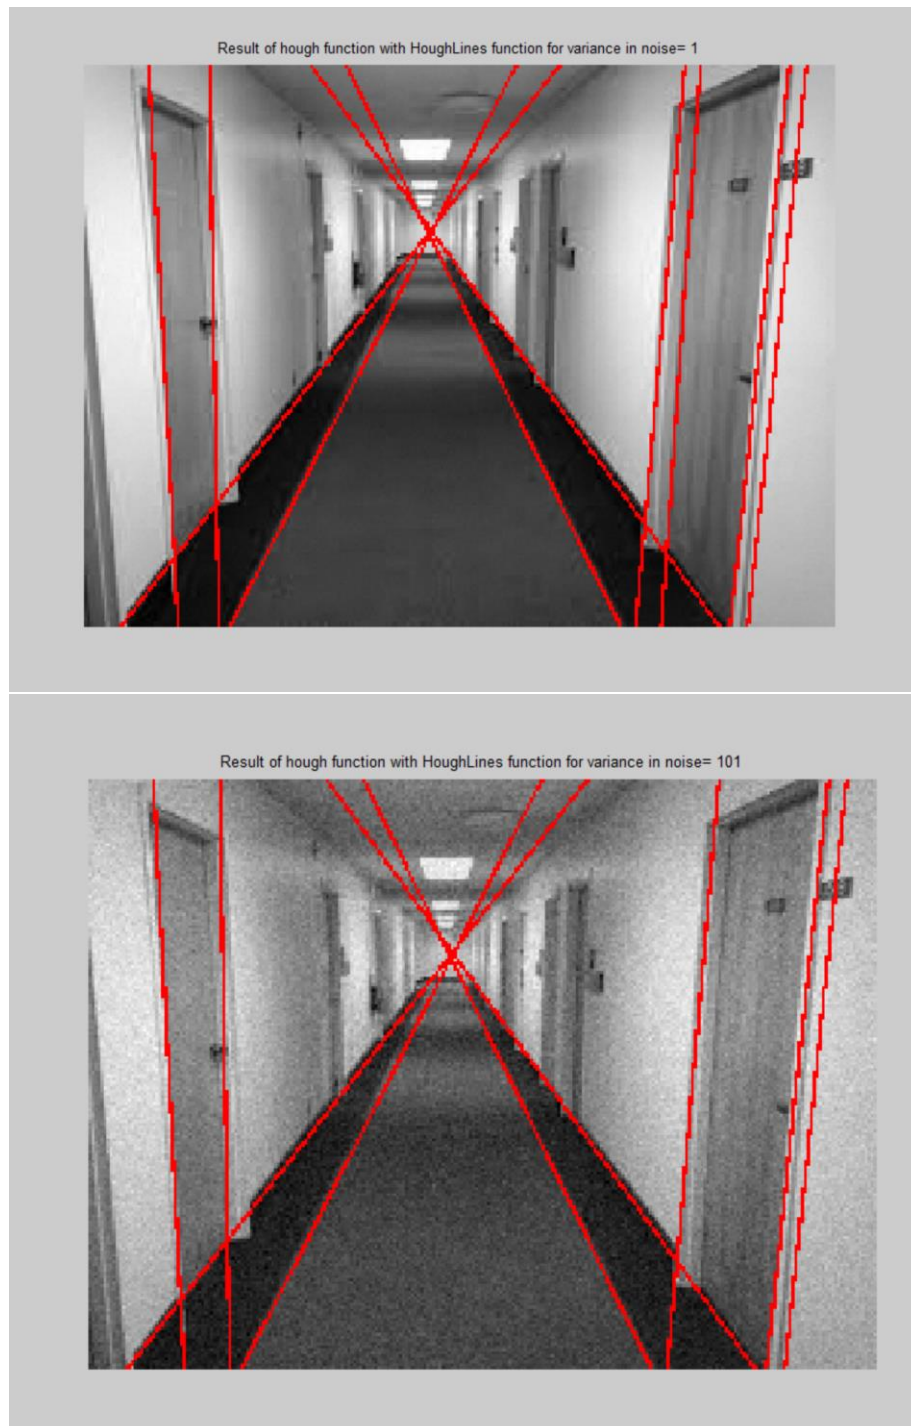 Result of hough function with HoughLines function for variance in noise= 1
Result of hough function with HoughLines function for variance in noise= 101